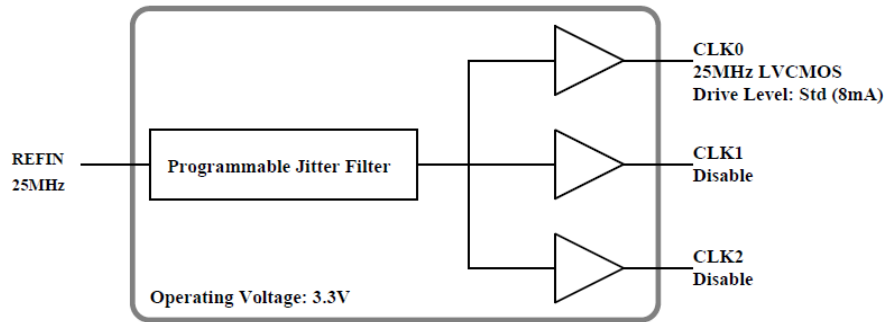 CLK0
25MHz LVCMOS
Drive Level: Std (8mA)
REFIN
25MHz
Programmable Jitter Filter
CLK1
Disable
CLK2
Disable
Operating Voltage: 3.3V